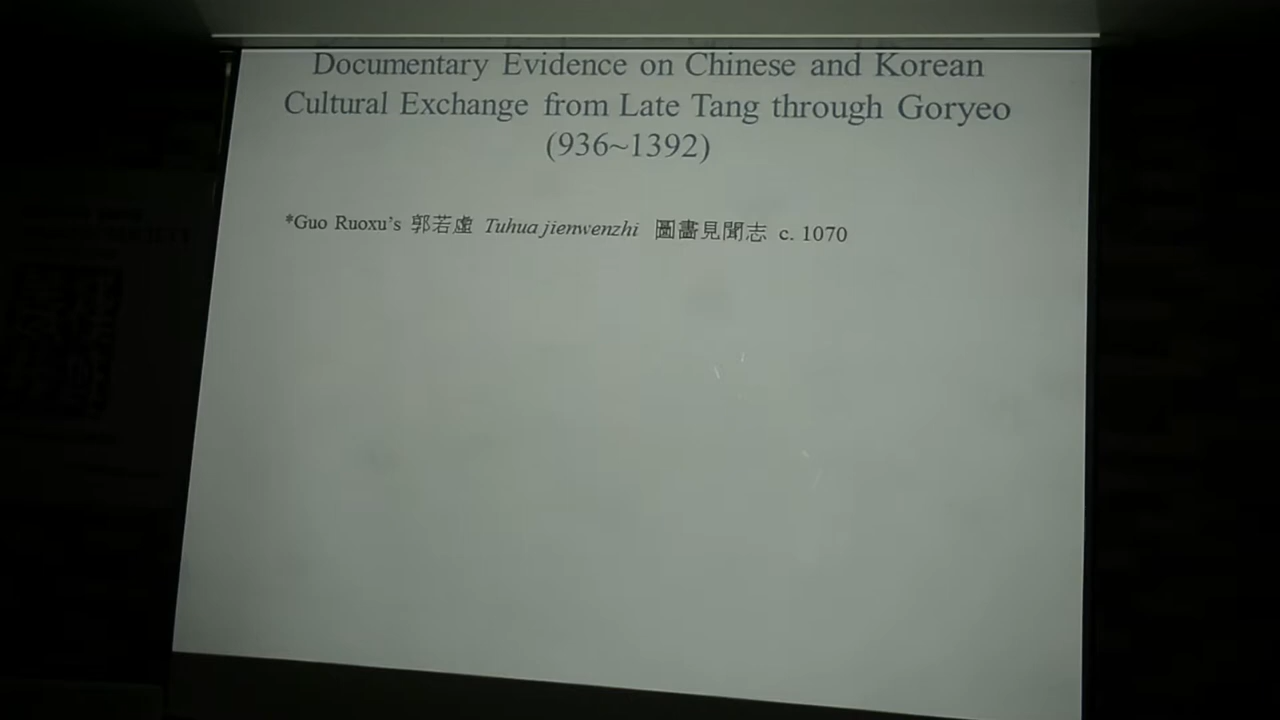 Documentary Evidence on Chinese and Korean
Cultural Exchange from Late Tang through Goryeo
(936~1392)
*Guo Ruoxu's 郭若虛 Tuhua jienwenzhi 圖畵見聞志 c. 1070